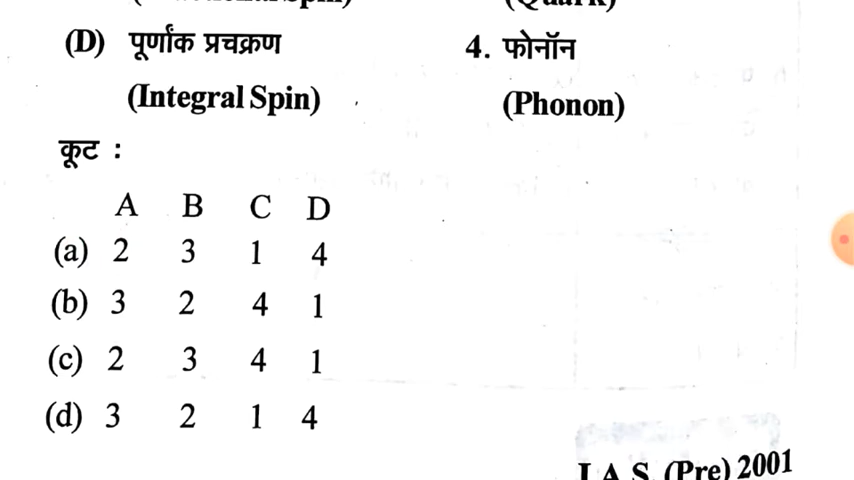 (D) पूर्णांक प्रचक्रण 4. फोनॉन
(Integral Spin) (Phonon)
कूट :
A B C D
(a) 2 3 1 4
(b) 3 2 4 1
(c) 2 3 4 1
(d) 3 2 1 4
I.A.S. (Pre) 2001